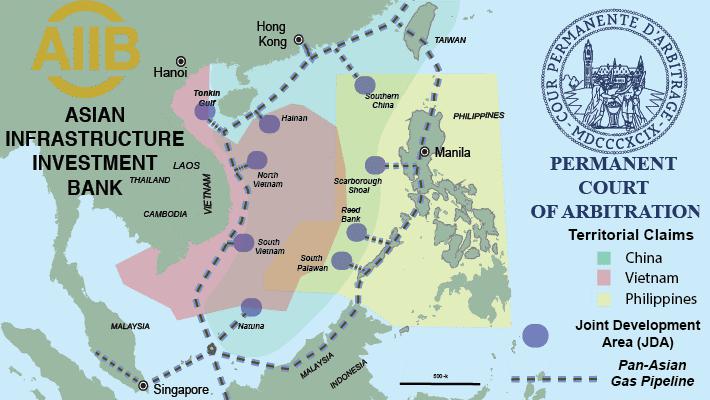 AIIB
ASIAN
INFRASTRUCTURE
INVESTMENT
BANK
Hong
Kong
Hanoi
TAIWAN
Tonkin
Gulf
Southern
China
Hainan
PHILIPPINES
Manila
LAOS
THAILAND
VIETNAM
CAMBODIA
North
Vietnam
Scarborough
Shoal
Reed
Bank
South
Vietnam
South
Palawan
Natuna
MALAYSIA
MALAYSIA
INDONESIA
Singapore
500-k
COUR PERMANENTE D'ARBITRAGE
MDCCCXCIX
PERMANENT
COURT
OF ARBITRATION
Territorial Claims
China
Vietnam
Philippines
Joint Development
Area (JDA)
Pan-Asian
Gas Pipeline